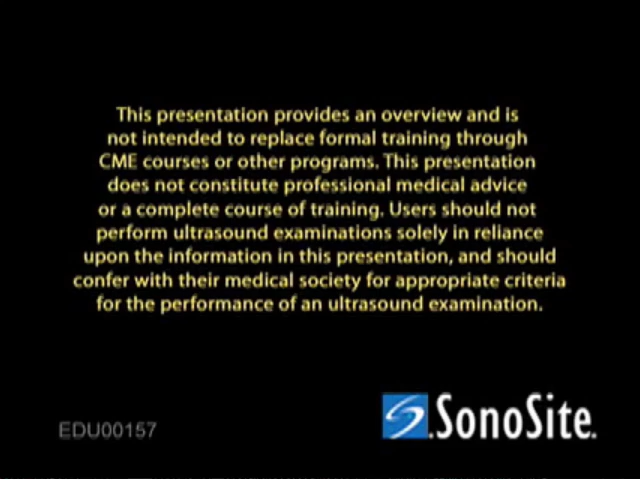 This presentation provides an overview and is
not intended to replace formal training through
CME courses or other programs. This presentation
does not constitute professional medical advice
or a complete course of training. Users should not
perform ultrasound examinations solely in reliance
upon the information in this presentation, and should
confer with their medical society for appropriate criteria
for the performance of an ultrasound examination.
EDU00157
SonoSite.